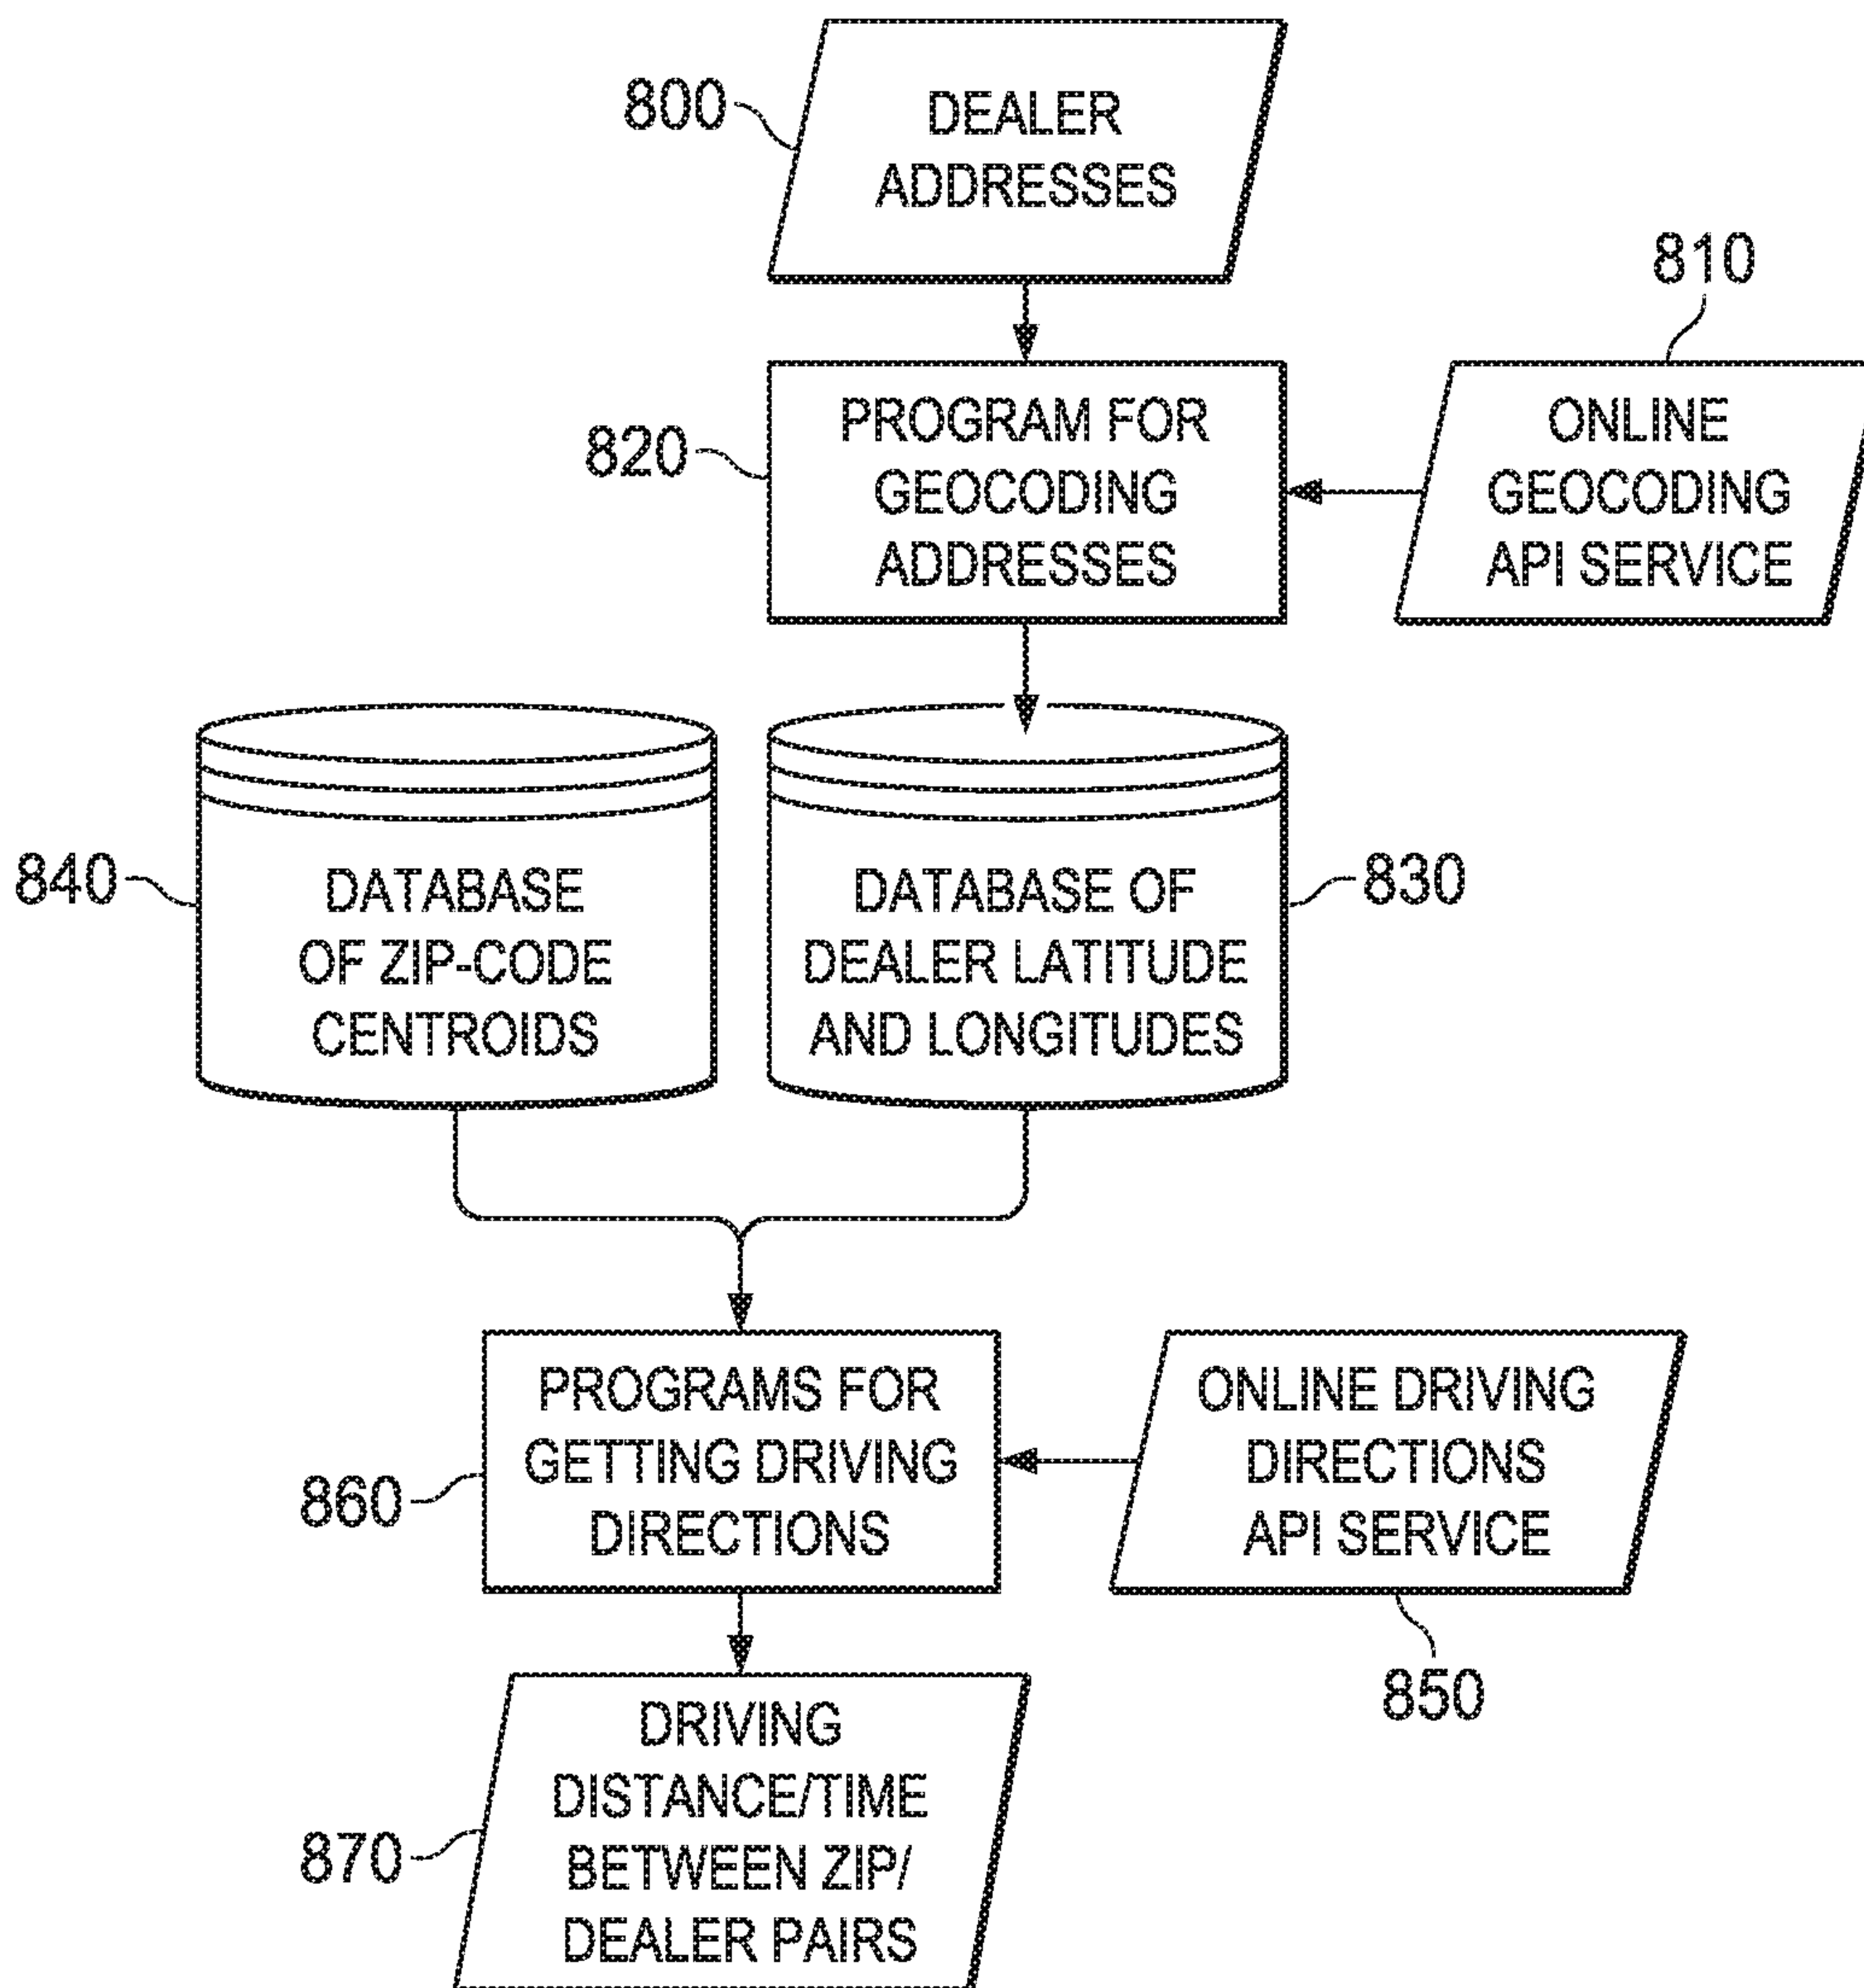 800
DEALER
ADDRESSES
810
820
PROGRAM FOR
GEOCODING
ADDRESSES
ONLINE
GEOCODING
API SERVICE
840
DATABASE
OF ZIP-CODE
CENTROIDS
DATABASE OF
DEALER LATITUDE
AND LONGITUDES
830
860
PROGRAMS FOR
GETTING DRIVING
DIRECTIONS
ONLINE DRIVING
DIRECTIONS
API SERVICE
850
870
DRIVING
DISTANCE/TIME
BETWEEN ZIP/
DEALER PAIRS